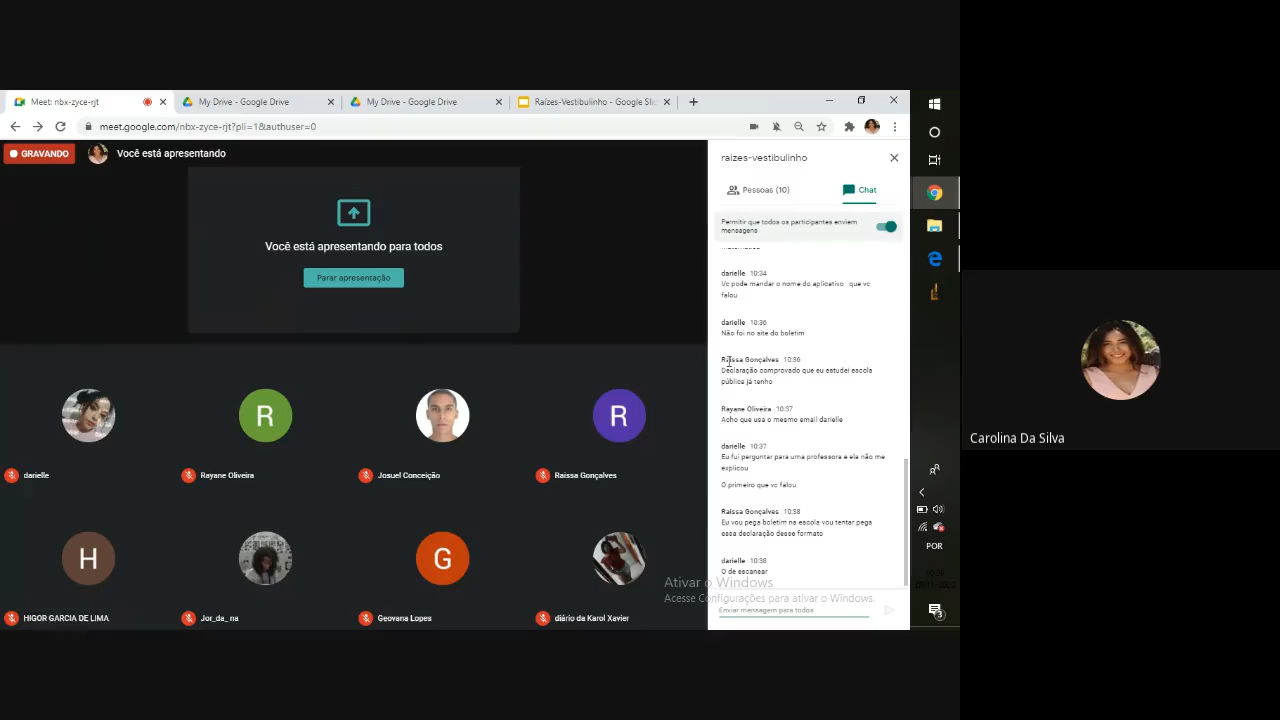 Meet: nbx-zyce-rjt
My Drive - Google Drive
My Drive - Google Drive
Raízes-Vestibulinho - Google Slic
meet.google.com/nbx-zyce-rjt?pli=1&authuser=0
GRAVANDO
Você está apresentando
Você está apresentando para todos
Parar apresentação
darielle
Rayane Oliveira
Josuel Conceição
Raissa Gonçalves
R
R
HIGOR GARCIA DE LIMA
Jor_da_ na
Geovana Lopes
diário da Karol Xavier
H
G
raizes-vestibulinho
Pessoas (10)
Chat
Permitir que todos os participantes enviem
mensagens
matemática
darielle 10:34
Vc pode mandar o nome do aplicativo que vc
falou
darielle 10:36
Não foi no site do boletim
Raissa Gonçalves 10:36
Declaração comprovado que eu estudei escola
pública já tenho
Rayane Oliveira 10:37
Acho que usa o mesmo email darielle
darielle 10:37
Eu fui perguntar para uma professora e ela não me
explicou
O primeiro que vc falou
Raissa Gonçalves 10:38
Eu vou pega boletim na escola vou tentar pega
essa declaração desse formato
darielle 10:38
O de escanear
Ativar o Windows
Acesse Configurações para ativar o Windows.
Enviar mensagem para todos
POR
3
Carolina Da Silva